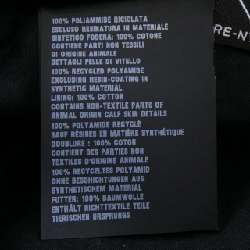 100% POLIAMMIDE RICICLATA
ESCLUSO RESINATURA IN MATERIALE
SINTETICO FODERA: 100% COTONE
CONTIENE PARTI NON TESSILI
DI ORIGINE ANIMALE
DETTAGLI PELLE DI VITELLO
100% RECYCLED POLYAMIDE
EXCLUDING RESIN-COATING IN
SYNTHETIC MATERIAL
LINING: 100% COTTON
CONTAINS NON-TEXTILE PARTS OF
ANIMAL ORIGIN CALF SKIN DETAILS
100% POLYAMIDE RECYCLÉ
SAUF RÉSINES EN MATIÈRE SYNTHÉTIQUE
DOUBLURE : 100% COTON
CONTIENT DES PARTIES NON
TEXTILES D'ORIGINE ANIMALE
100% RECYCELTES POLYAMID
OHNE BESCHICHTUNGEN AUS
SYNTHETISCHEM MATERIAL
FUTTER: 100% BAUMWOLLE
ENTHÄLT NICHTTEXTILE TEILE
TIERISCHEN URSPRUNGS
RE-N